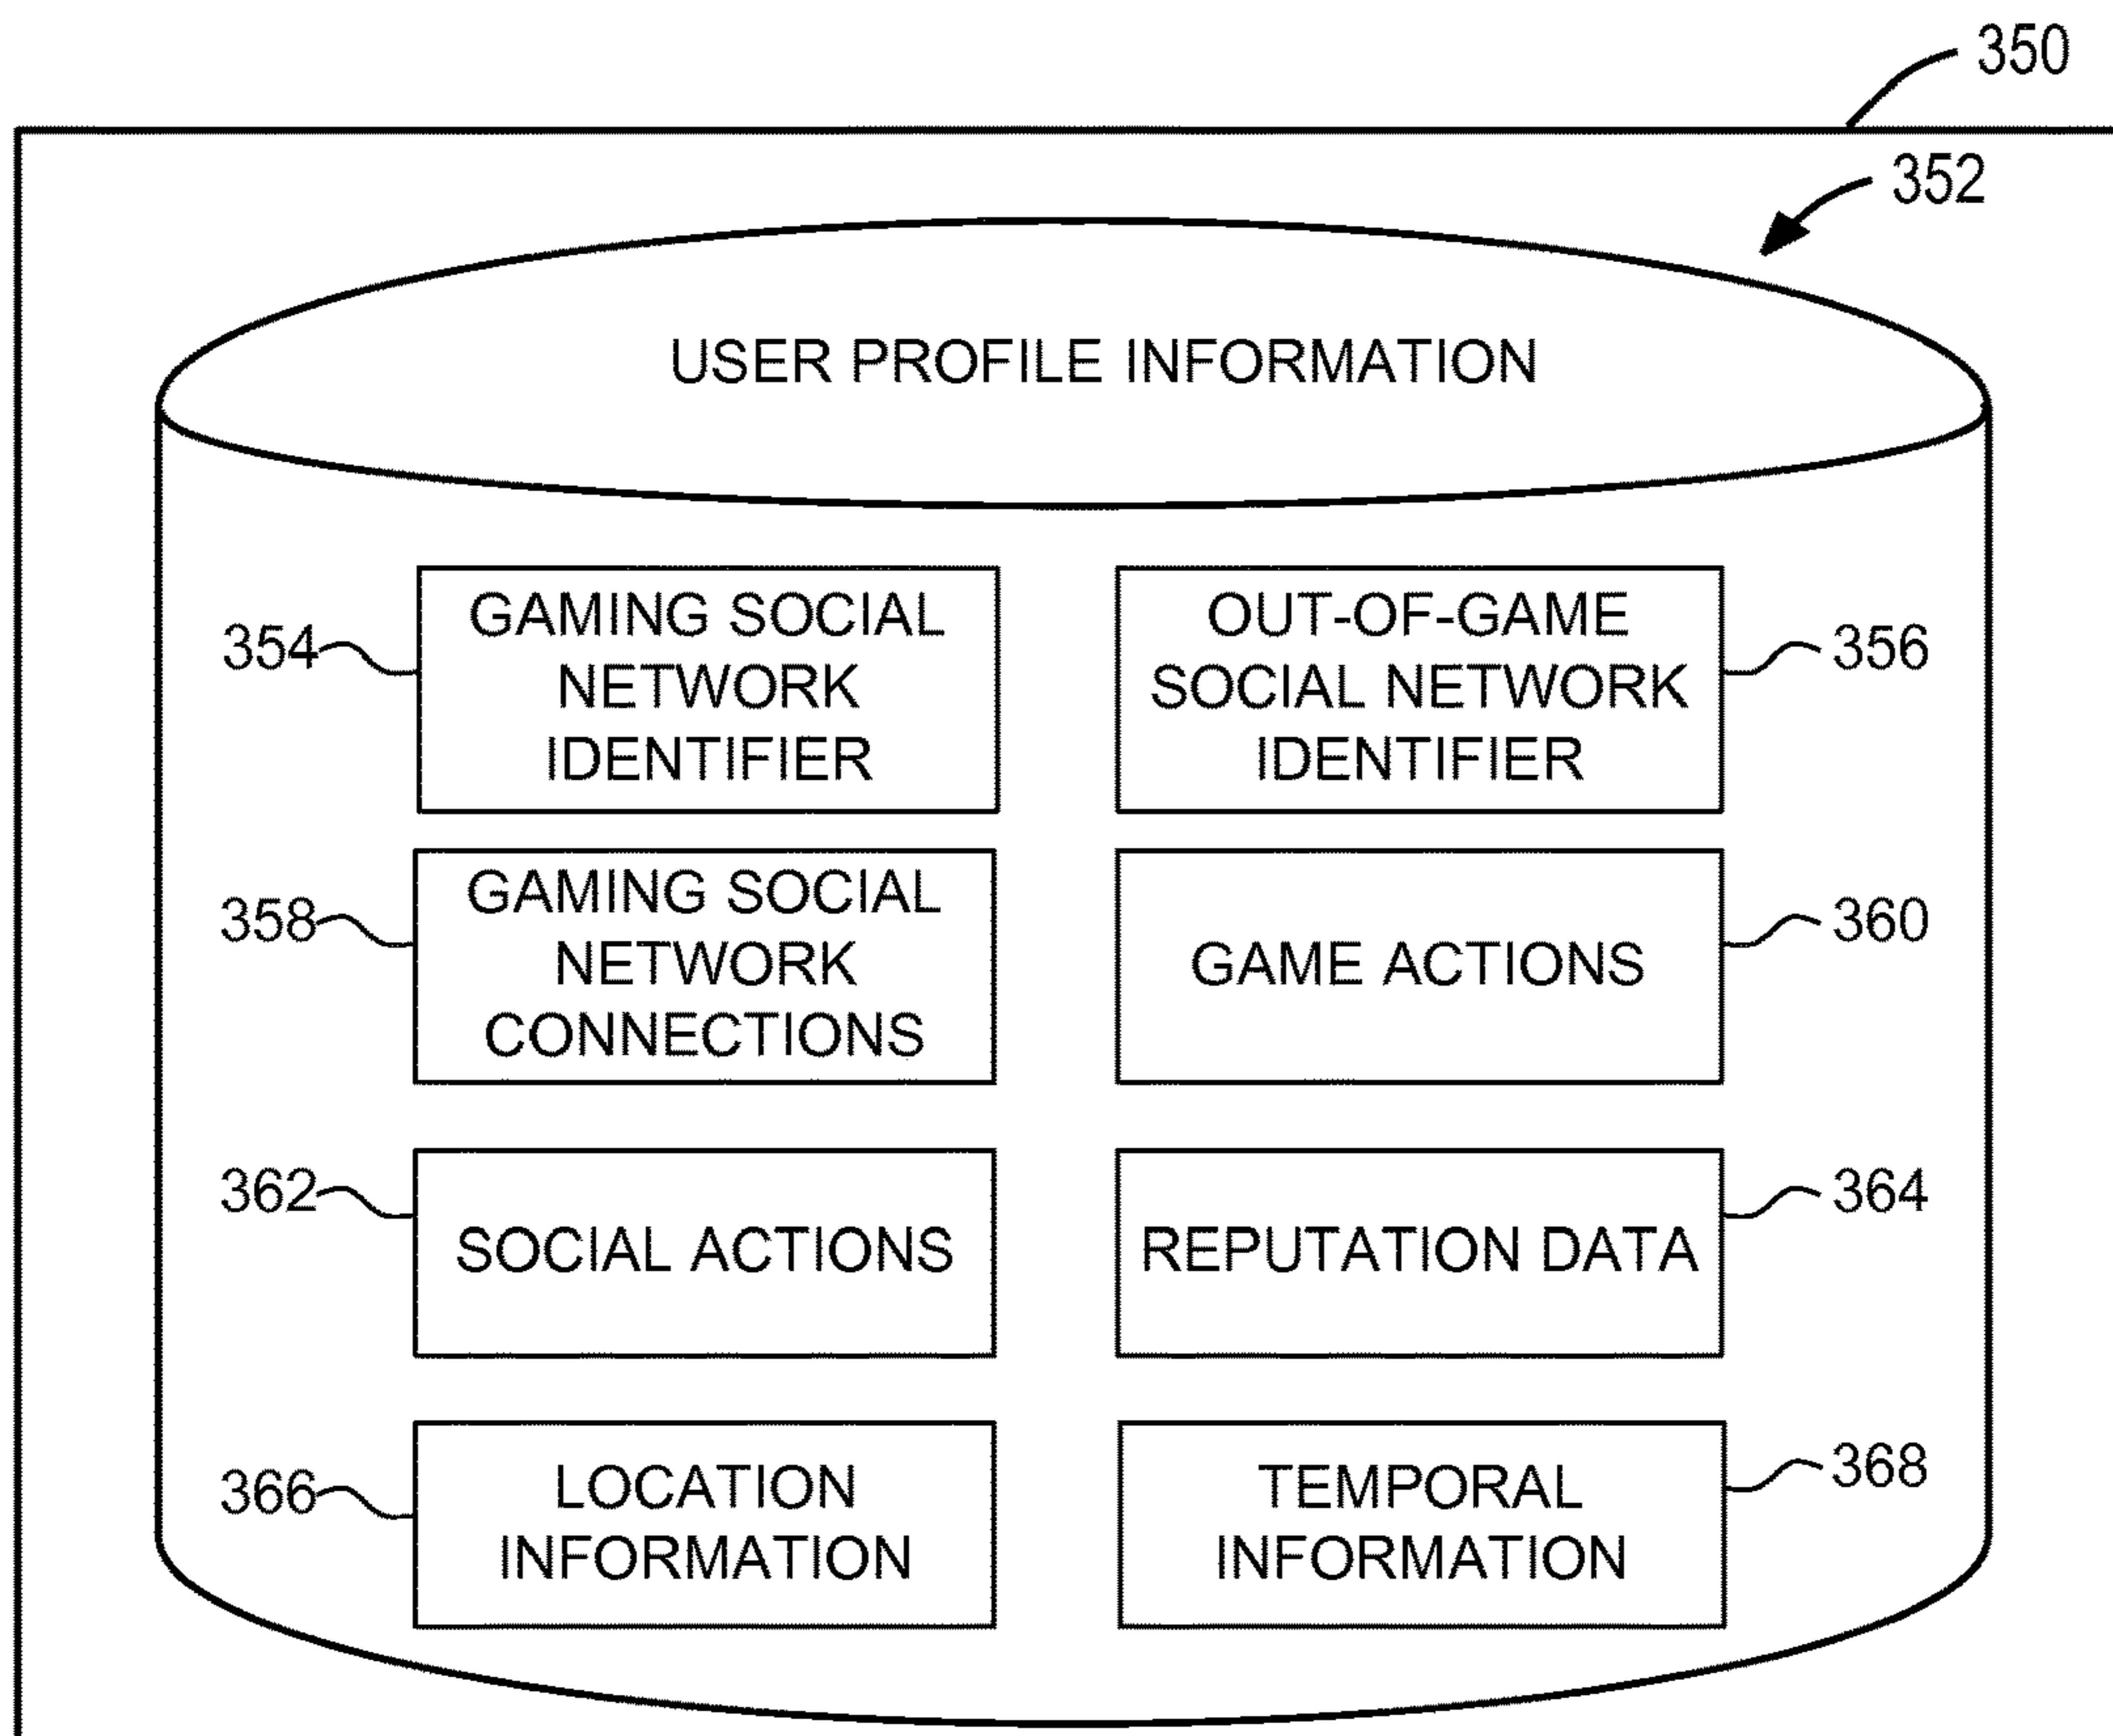 350
352
USER PROFILE INFORMATION
354
GAMING SOCIAL
NETWORK
IDENTIFIER
OUT-OF-GAME
SOCIAL NETWORK
IDENTIFIER
356
358
GAMING SOCIAL
NETWORK
CONNECTIONS
GAME ACTIONS
360
362
SOCIAL ACTIONS
REPUTATION DATA
364
366
LOCATION
INFORMATION
TEMPORAL
INFORMATION
368